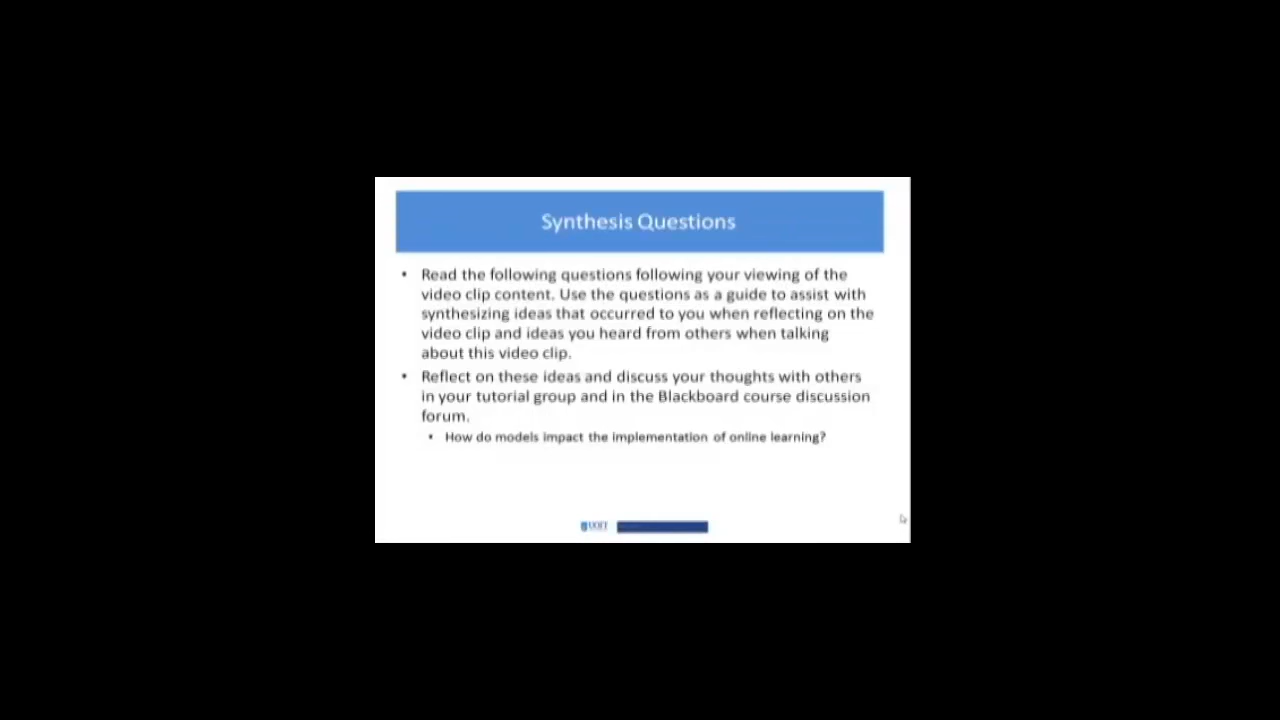 Synthesis Questions
• Read the following questions following your viewing of the
video clip content. Use the questions as a guide to assist with
synthesizing ideas that occurred to you when reflecting on the
video clip and ideas you heard from others when talking
about this video clip.
• Reflect on these ideas and discuss your thoughts with others
in your tutorial group and in the Blackboard course discussion
forum.
• How do models impact the implementation of online learning?
UOIT